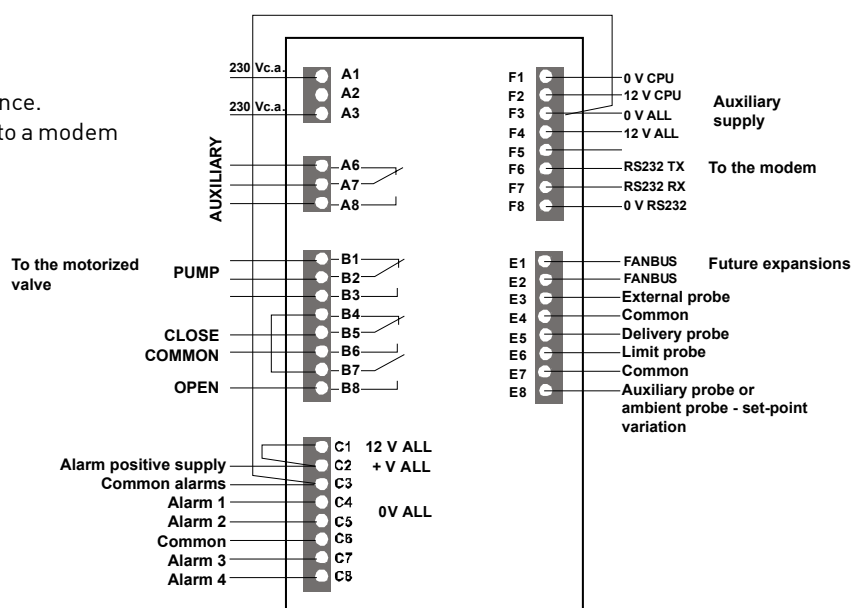 nce.
to a modem
230 Vc.a.
A1
A2
230 Vc.a.
A3
AUXILIARY
A6
A7
A8
To the motorized
valve
PUMP
B1
B2
B3
B4
CLOSE
B5
COMMON
B6
B7
OPEN
B8
C1 12 V ALL
Alarm positive supply
C2 + V ALL
Common alarms
C3
Alarm 1
C4
0V ALL
Alarm 2
C5
Common
C6
Alarm 3
C7
Alarm 4
C8
F1 0 V CPU
F2 12 V CPU
F3 0 V ALL
F4 12 V ALL
Auxiliary
supply
F5
F6 RS232 TX
To the modem
F7 RS232 RX
F8 0 V RS232
E1 FANBUS
Future expansions
E2 FANBUS
E3 External probe
E4 Common
E5 Delivery probe
E6 Limit probe
E7 Common
E8 Auxiliary probe or
ambient probe - set-point
variation